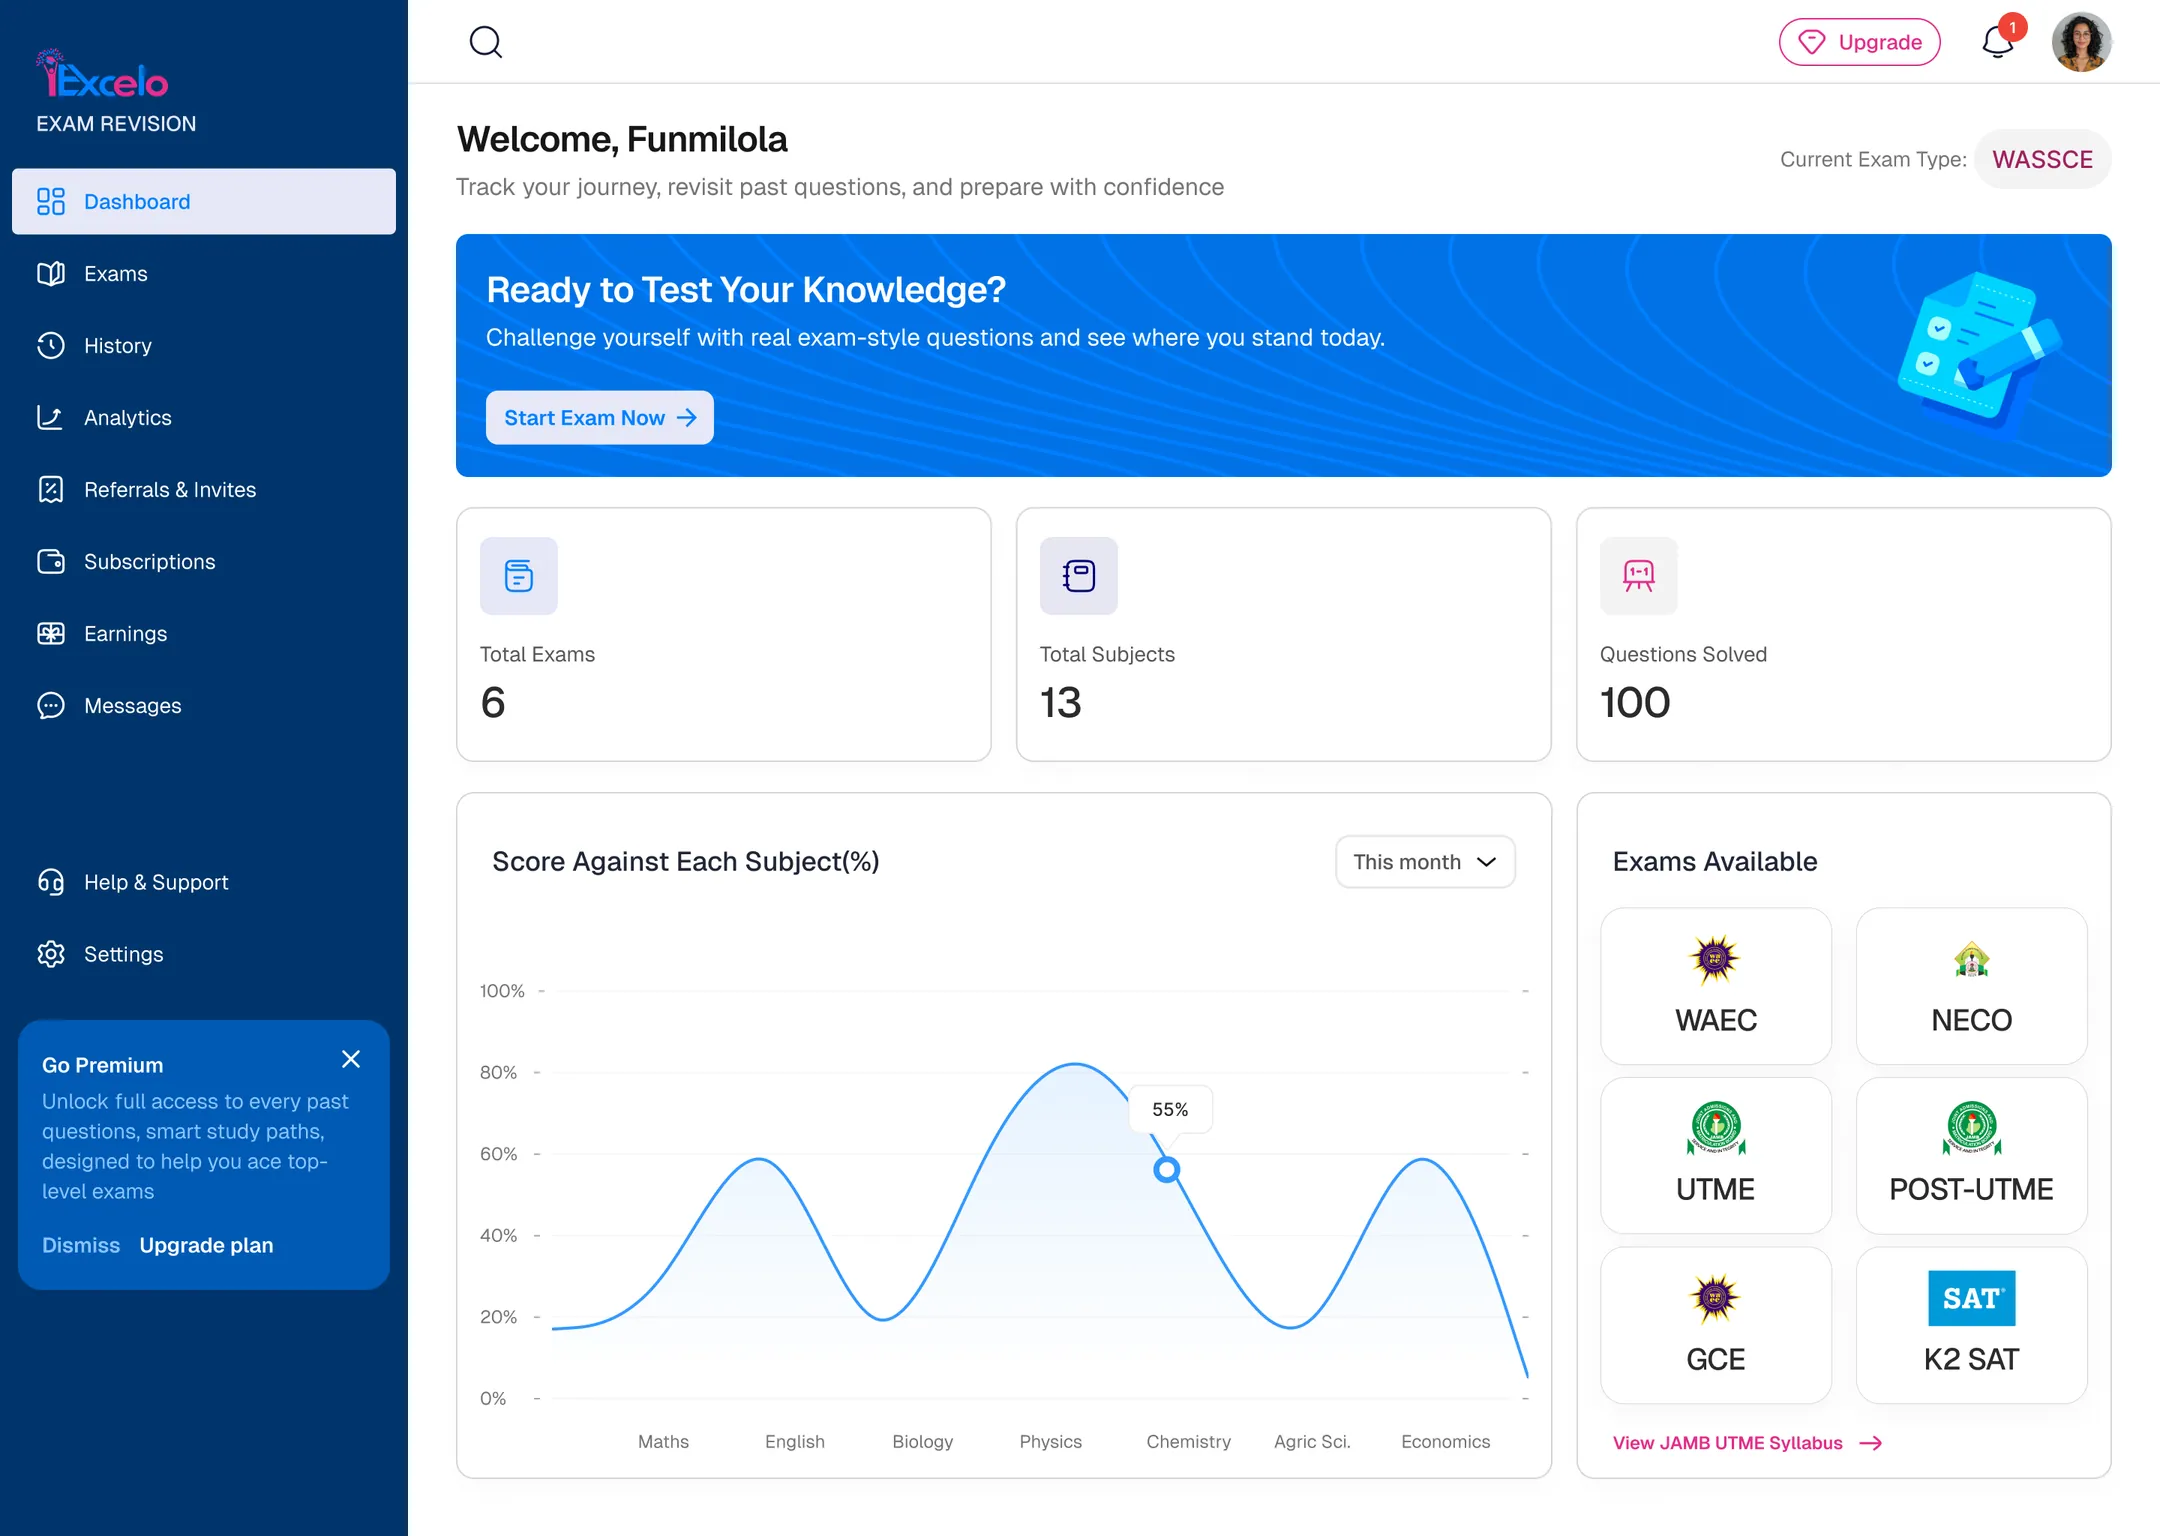 iExcelo
EXAM REVISION
Dashboard
Exams
History
Analytics
Referrals & Invites
Subscriptions
Earnings
Messages
Help & Support
Settings
Go Premium
Unlock full access to every past
questions, smart study paths,
designed to help you ace top-
level exams
Dismiss Upgrade plan
Upgrade
1
Welcome, Funmilola
Track your journey, revisit past questions, and prepare with confidence
Current Exam Type: WASSCE
Ready to Test Your Knowledge?
Challenge yourself with real exam-style questions and see where you stand today.
Start Exam Now
Total Exams
6
Total Subjects
13
1-1
Questions Solved
100
Score Against Each Subject(%)
This month
100%
80%
60%
40%
20%
0%
55%
Maths English Biology Physics Chemistry Agric Sci. Economics
Exams Available
WAEC
NECO
UTME
POST-UTME
GCE
SAT
K2 SAT
View JAMB UTME Syllabus